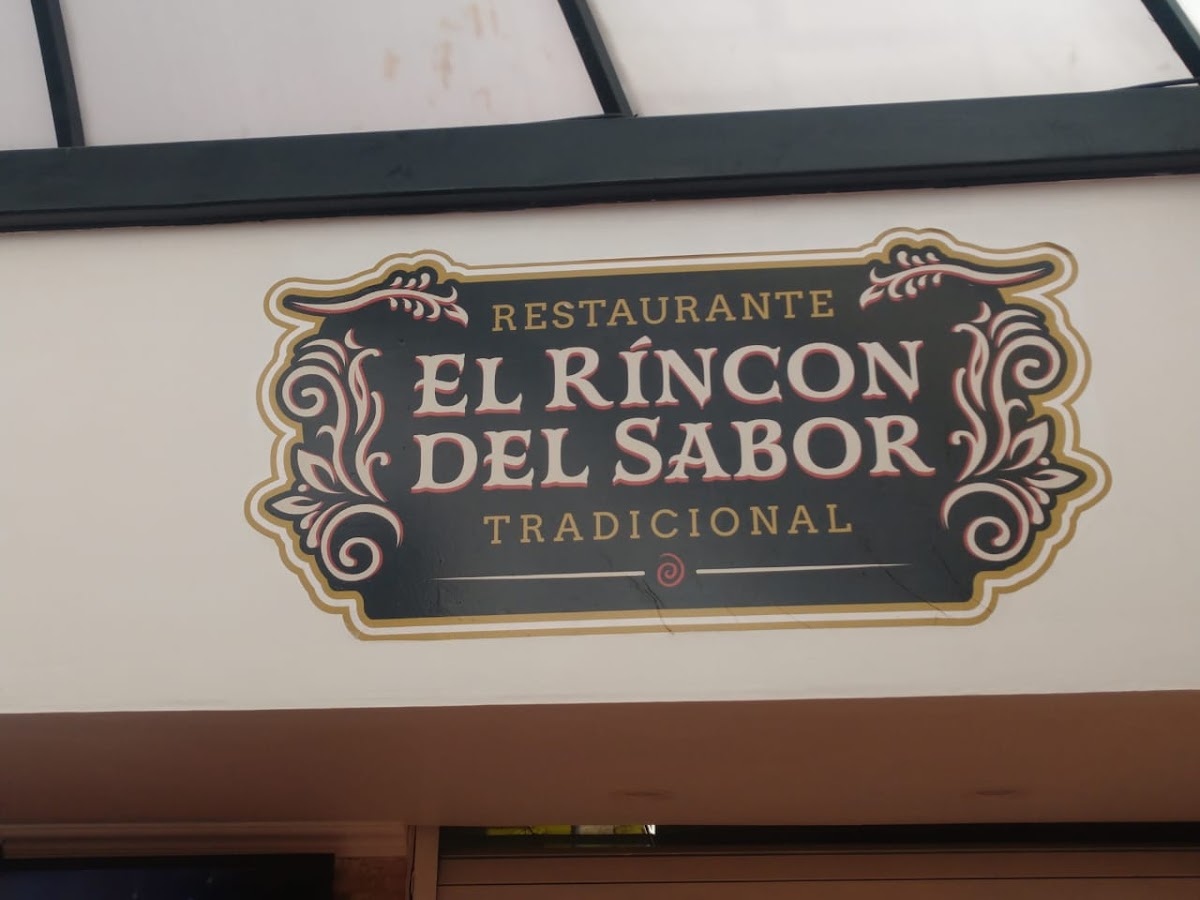 RESTAURANTE
EL RÍNCON
DEL SABOR
TRADICIONAL